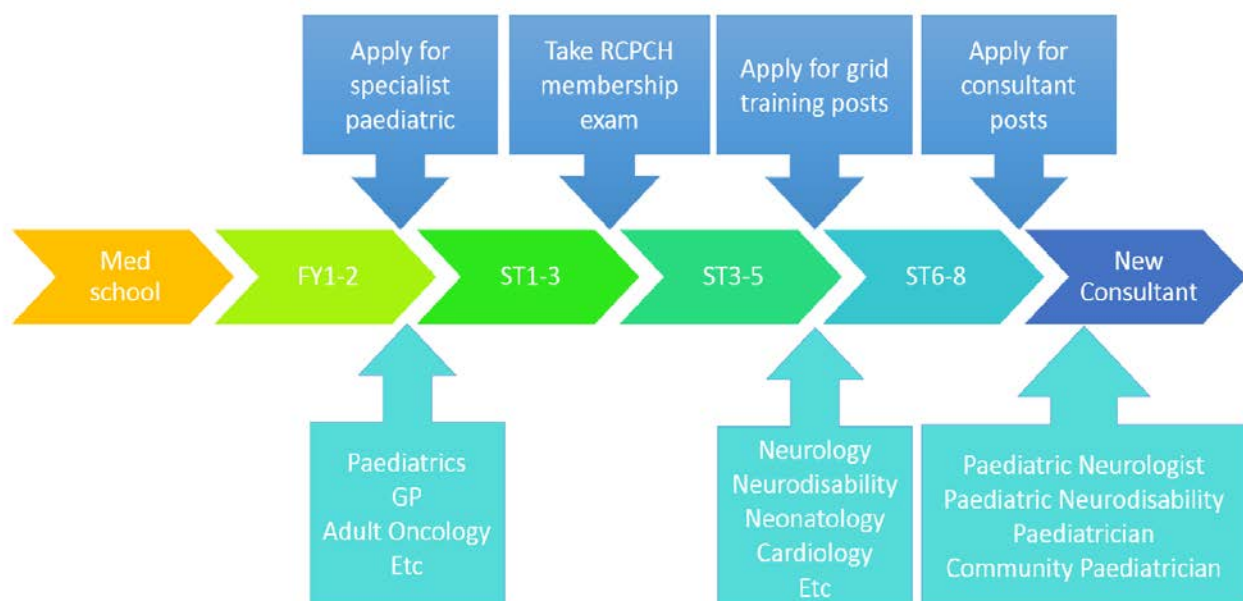 Apply for
specialist
paediatric
Take RCPCH
membership
exam
Apply for grid
training posts
Apply for
consultant
posts
Med
school
FY1-2
ST1-3
ST3-5
ST6-8
New
Consultant
Paediatrics
GP
Adult Oncology
Etc
Neurology
Neurodisability
Neonatology
Cardiology
Etc
Paediatric Neurologist
Paediatric Neurodisability
Paediatrician
Community Paediatrician